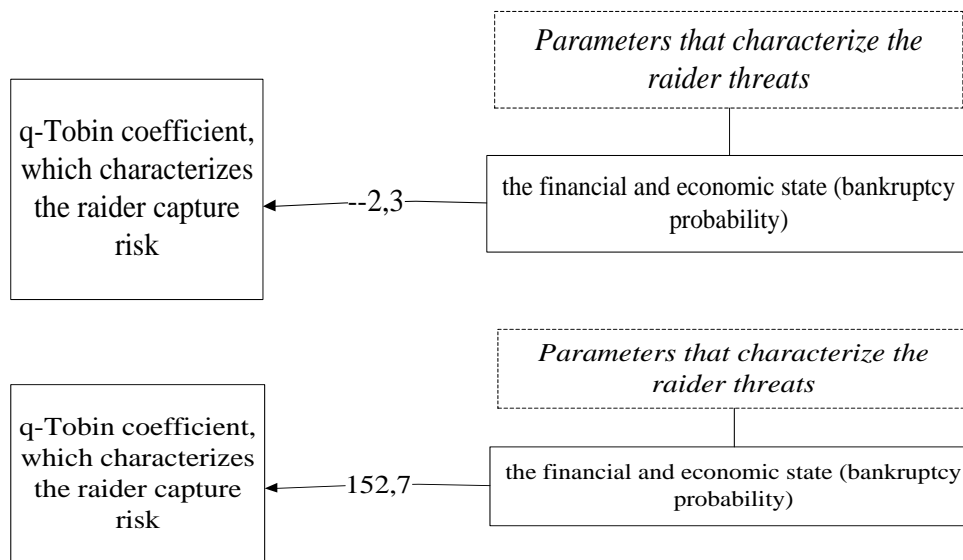 Parameters that characterize the
raider threats
q-Tobin coefficient,
which characterizes
the raider capture
risk
--2,3
the financial and economic state (bankruptcy
probability)
Parameters that characterize the
raider threats
q-Tobin coefficient,
which characterizes
the raider capture
risk
152,7
the financial and economic state (bankruptcy
probability)